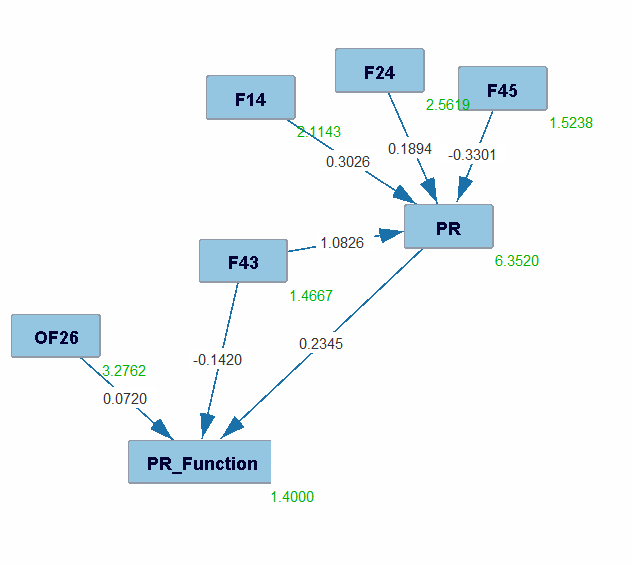 F24
F45
F14
2.5619
1.5238
2.1143
0.1894
-0.3301
0.3026
PR
1.0826
6.3520
F43
1.4667
OF26
0.2345
-0.1420
3.2762
0.0720
PR_Function
1.4000